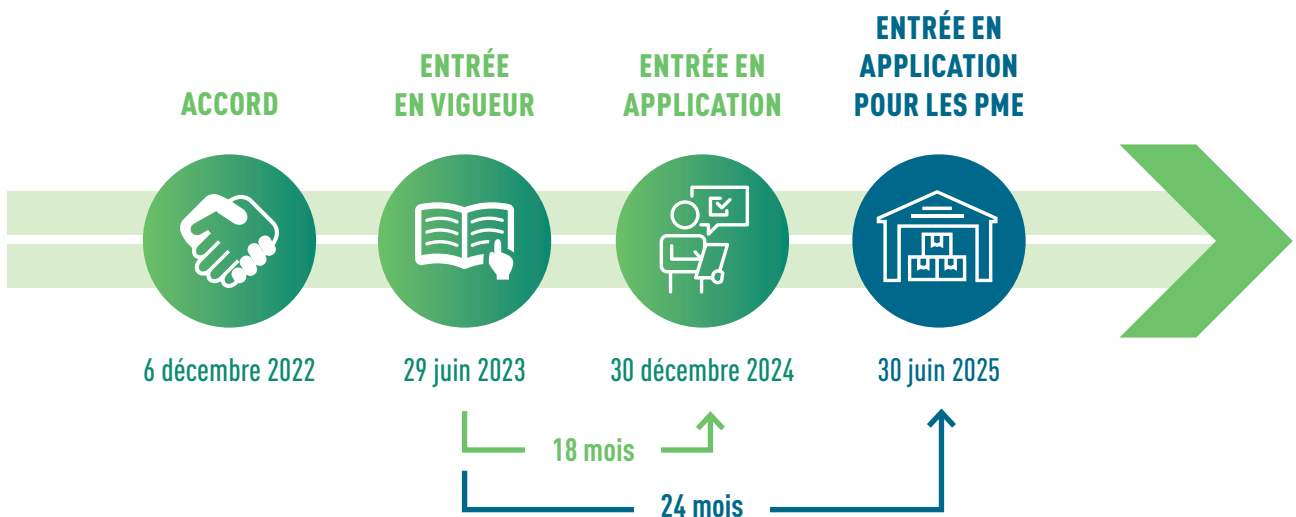 ACCORD
ENTRÉE
EN VIGUEUR
ENTRÉE EN
APPLICATION
ENTRÉE EN
APPLICATION
POUR LES PME
6 décembre 2022
29 juin 2023
30 décembre 2024
30 juin 2025
18 mois
24 mois